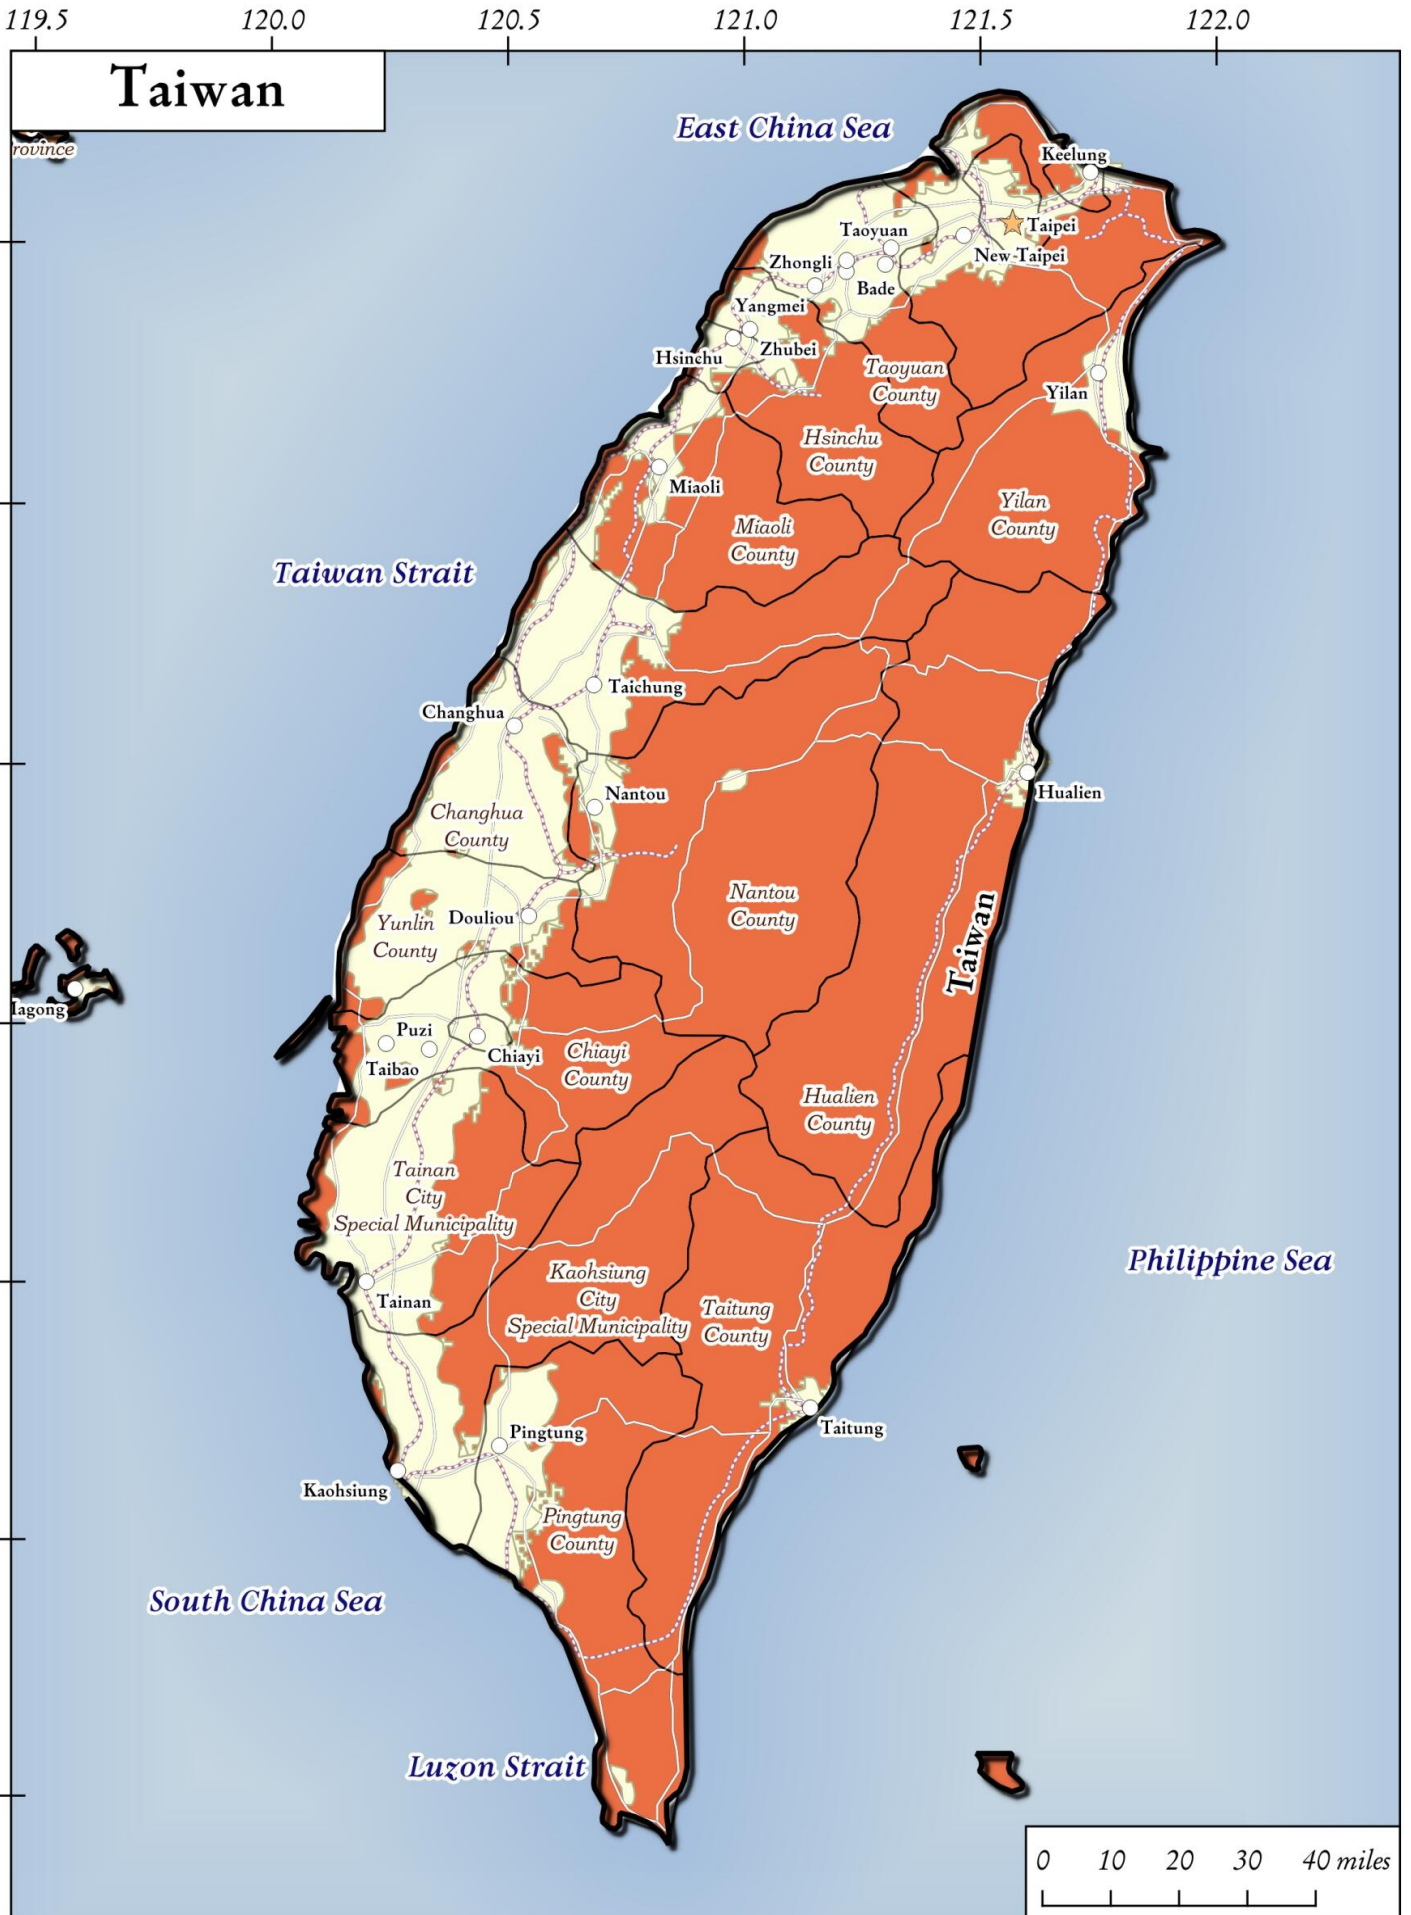 119.5 120.0 120.5 121.0 121.5 122.0
Taiwan
East China Sea
rovince
Keelung
Taipei
Taoyuan
New Taipei
Zhongli
Bade
Yangmei
Zhubei
Hsinchu
Taoyuan
County
Yilan
Hsinchu
County
Miaoli
Yilan
County
Miaoli
County
Taiwan Strait
Taichung
Changhua
Hualien
Nantou
Changhua
County
Nantou
County
Douliou
Yunlin
County
Taiwan
Magong
Puzi
Chiayi
Taibao
Chiayi
County
Hualien
County
Tainan
City
Special Municipality
Philippine Sea
Kaohsiung
City
Special Municipality
Tainan
Taitung
County
Taitung
Pingtung
Kaohsiung
Pingtung
County
South China Sea
Luzon Strait
0 10 20 30 40 miles